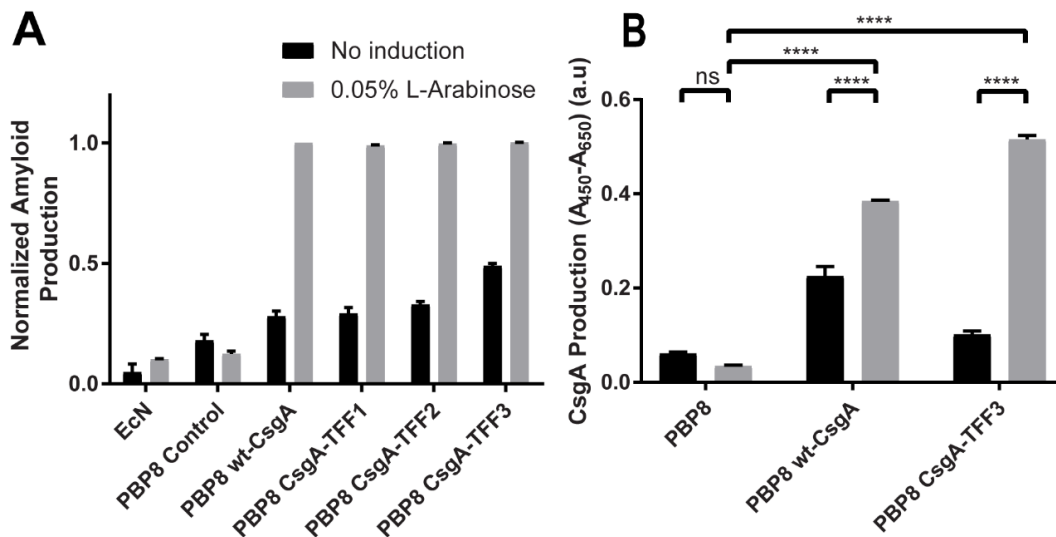 A
No induction
0.05% L-Arabinose
Normalized Amyloid
Production
1.0
0.5
0.0
EcN
PBP8 Control
PBP8 wt-CsgA
PBP8 CsgA-TFF1
PBP8 CsgA-TFF2
PBP8 CsgA-TFF3
B
****
****
ns
****
****
CsgA Production (A450-A650) (a.u)
0.6
0.4
0.2
0.0
PBP8
PBP8 wt-CsgA
PBP8 CsgA-TFF3